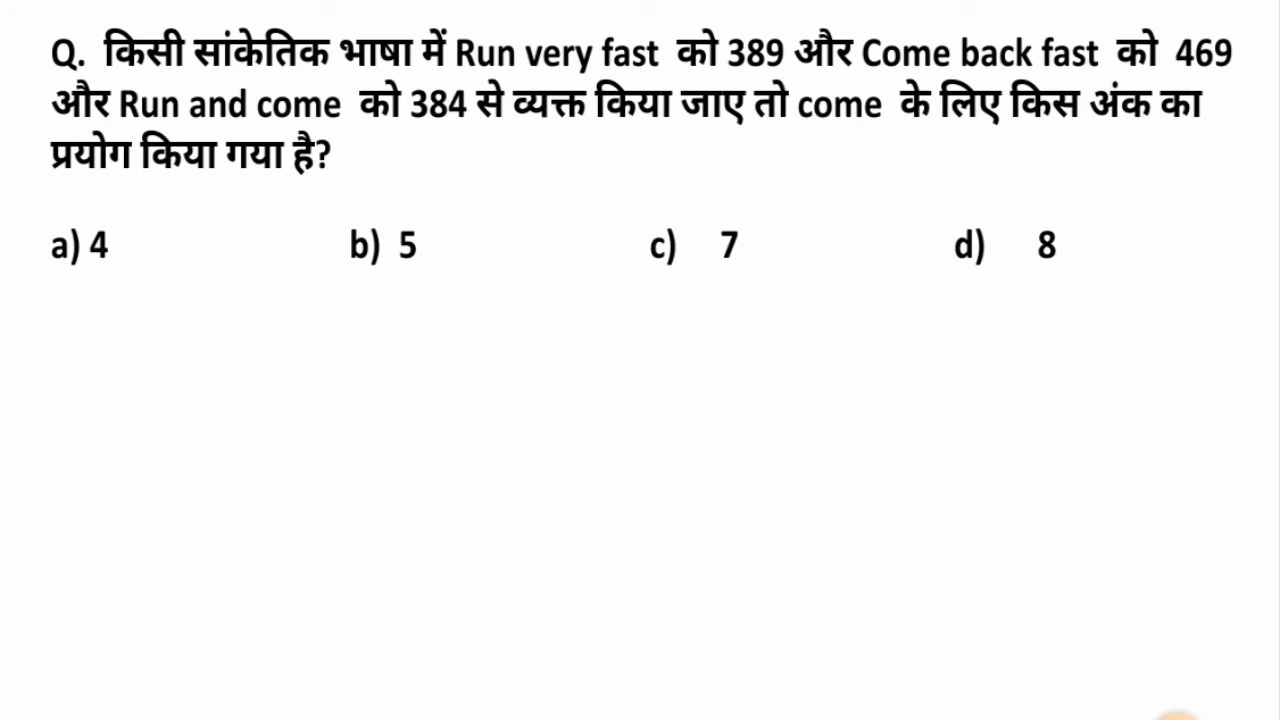 Q. किसी सांकेतिक भाषा में Run very fast को 389 और Come back fast को 469
और Run and come को 384 से व्यक्त किया जाए तो come के लिए किस अंक का
प्रयोग किया गया है?
a) 4 b) 5 c) 7 d) 8